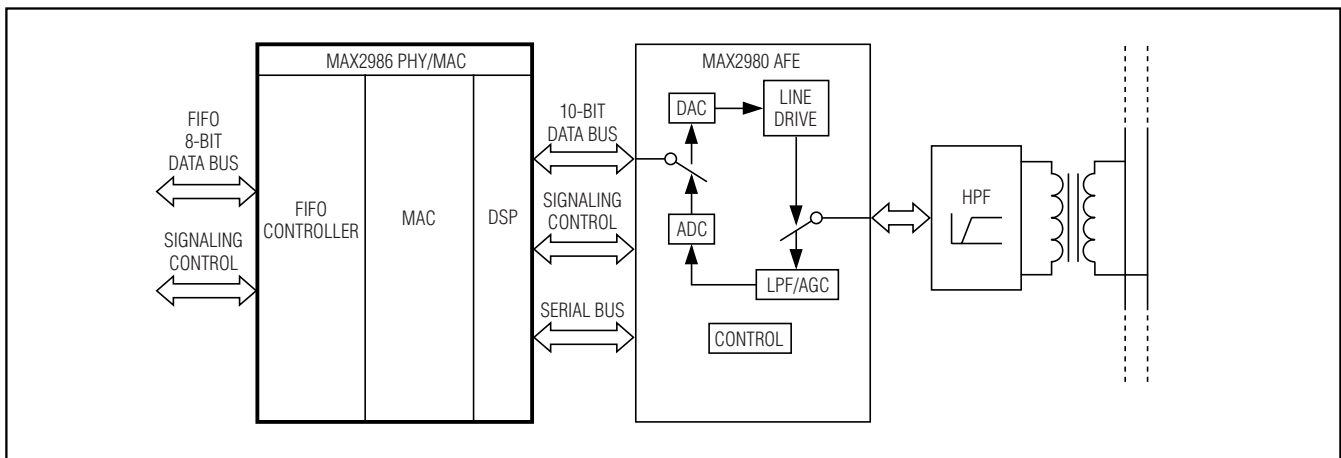 MAX2986 PHY/MAC
FIFO
8-BIT
DATA BUS
SIGNALING
CONTROL
FIFO
CONTROLLER
MAC
DSP
10-BIT
DATA BUS
SIGNALING
CONTROL
SERIAL BUS
MAX2980 AFE
DAC
LINE
DRIVE
ADC
LPF/AGC
CONTROL
HPF